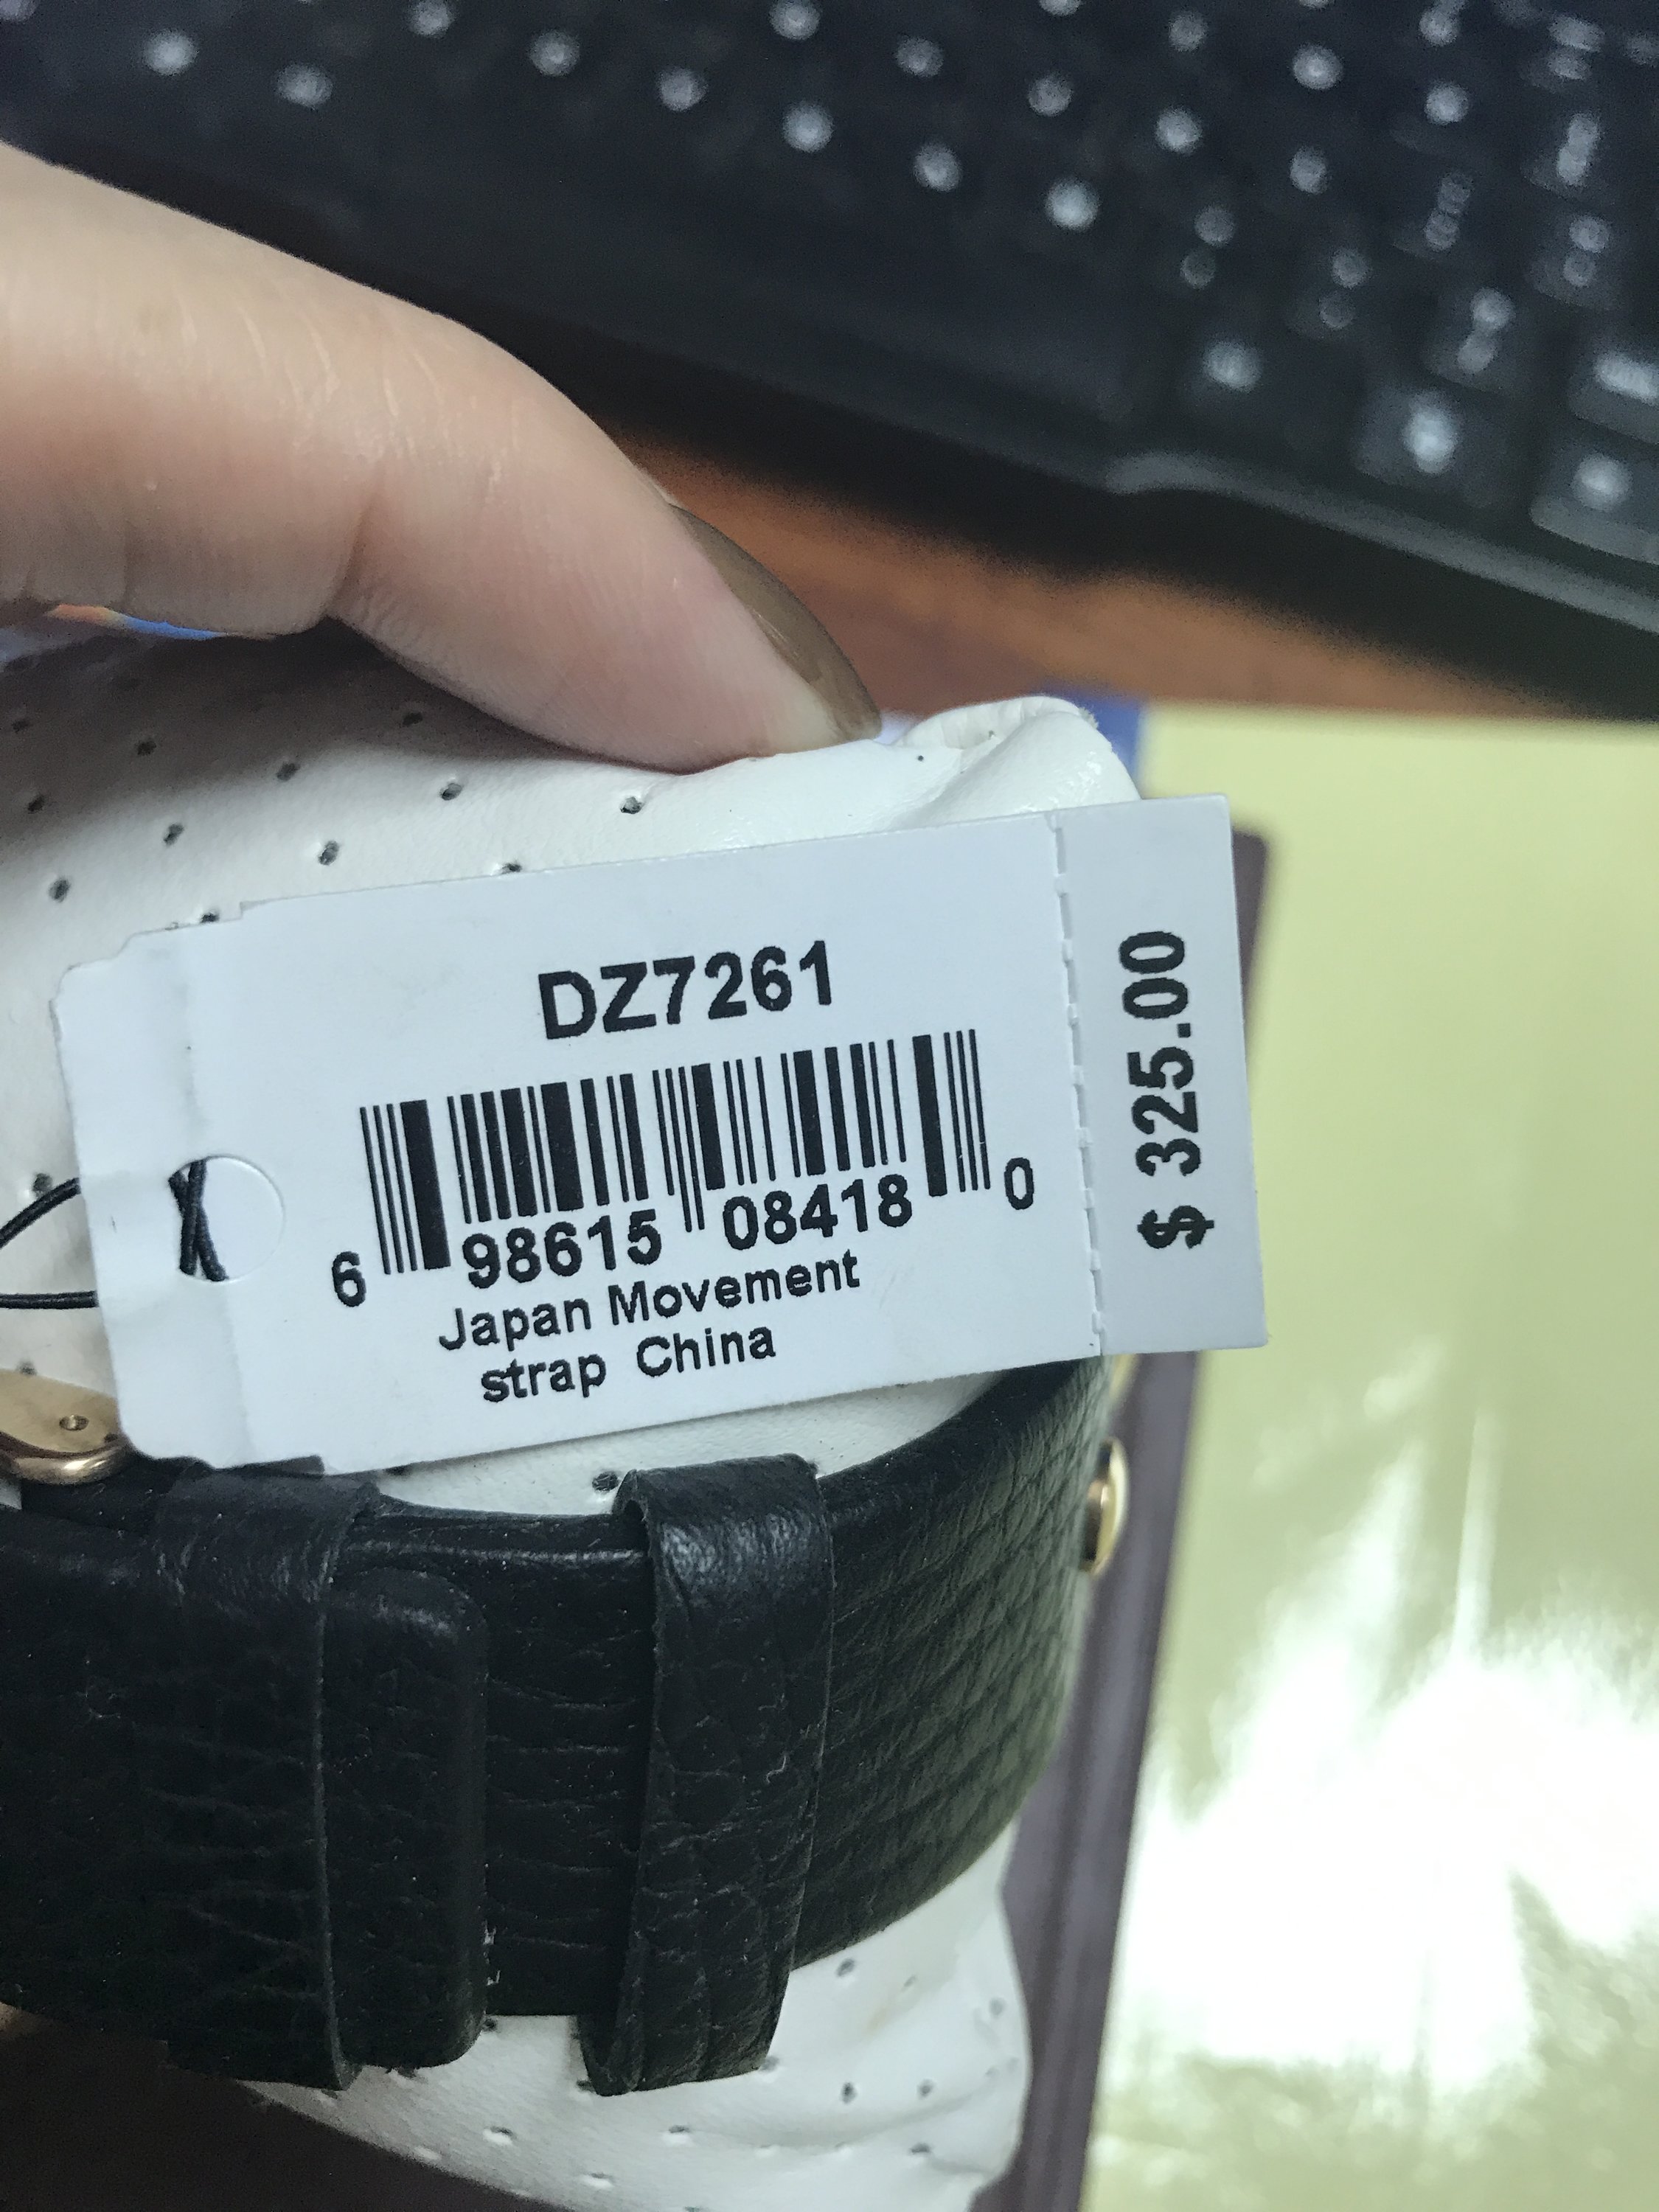 DZ7261
6 98615 08418 0
Japan Movement
strap China
$ 325.00